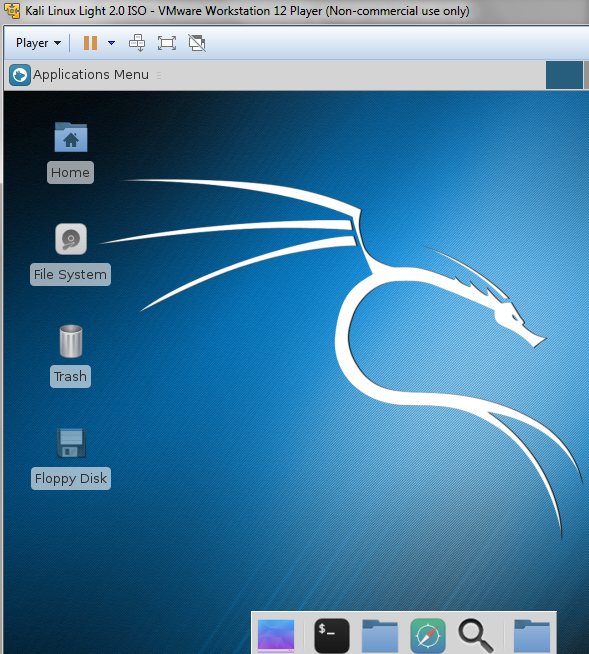 Kali Linux Light 2.0 ISO - VMware Workstation 12 Player (Non-commercial use only)
Player
Applications Menu
Home
File System
Trash
Floppy Disk
$_